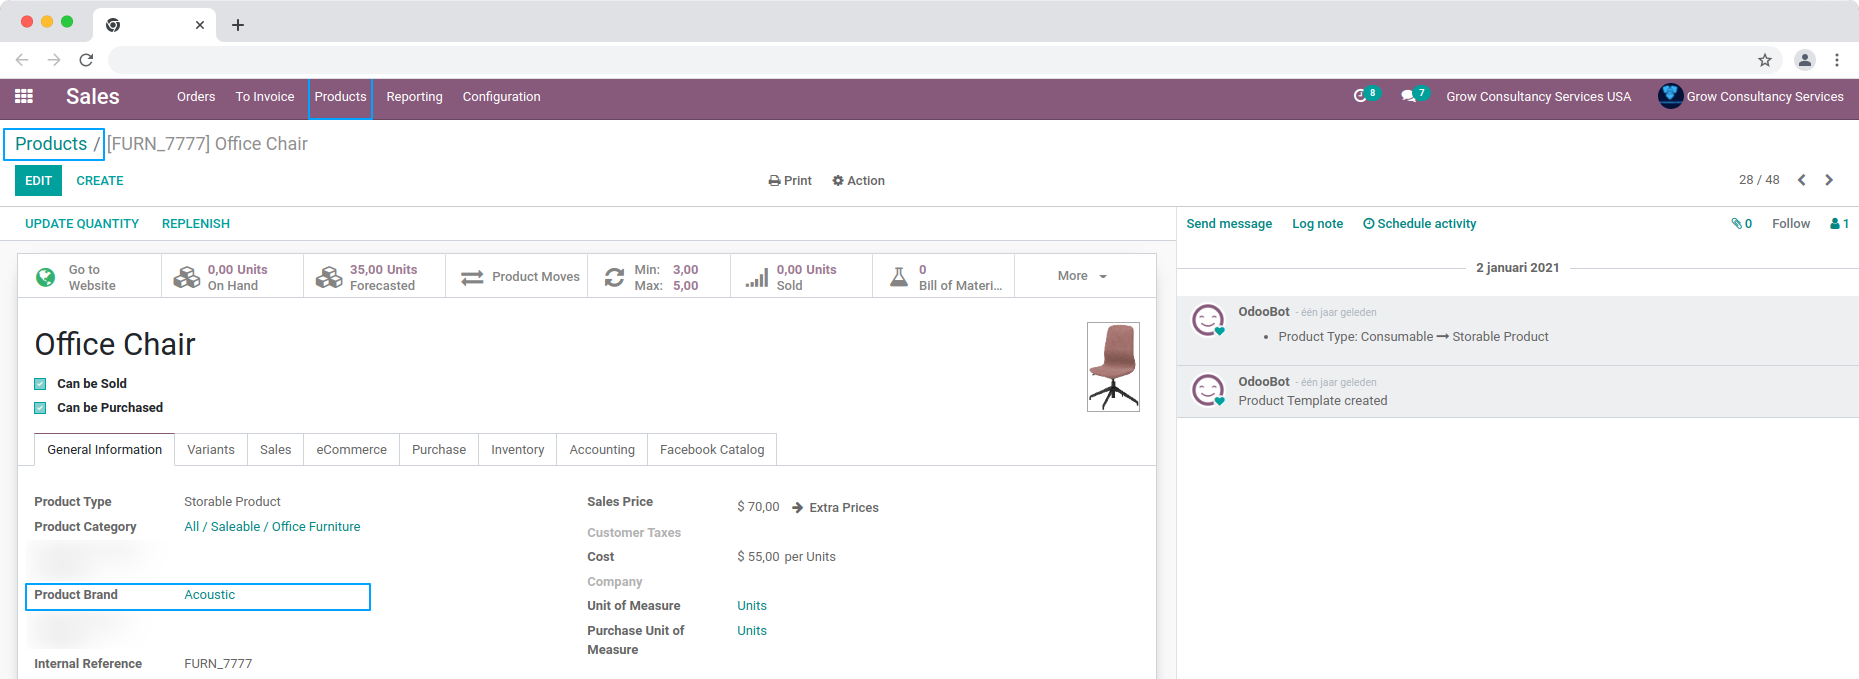 Sales Orders To Invoice Products Reporting Configuration 8 7 Grow Consultancy Services USA Grow Consultancy Services
Products / [FURN_7777] Office Chair
EDIT CREATE Print Action 28 / 48
UPDATE QUANTITY REPLENISH
Send message Log note Schedule activity 0 Follow 1
Go to Website
0,00 Units On Hand
35,00 Units Forecasted
Product Moves
Min: 3,00
Max: 5,00
0,00 Units Sold
0 Bill of Materi...
More
2 januari 2021
OdooBot - één jaar geleden
• Product Type: Consumable → Storable Product
OdooBot - één jaar geleden
Product Template created
Office Chair
Can be Sold
Can be Purchased
General Information Variants Sales eCommerce Purchase Inventory Accounting Facebook Catalog
Product Type Storable Product
Product Category All / Saleable / Office Furniture
Product Brand Acoustic
Internal Reference FURN_7777
Sales Price $ 70,00 → Extra Prices
Customer Taxes
Cost $ 55,00 per Units
Company
Unit of Measure Units
Purchase Unit of Units
Measure